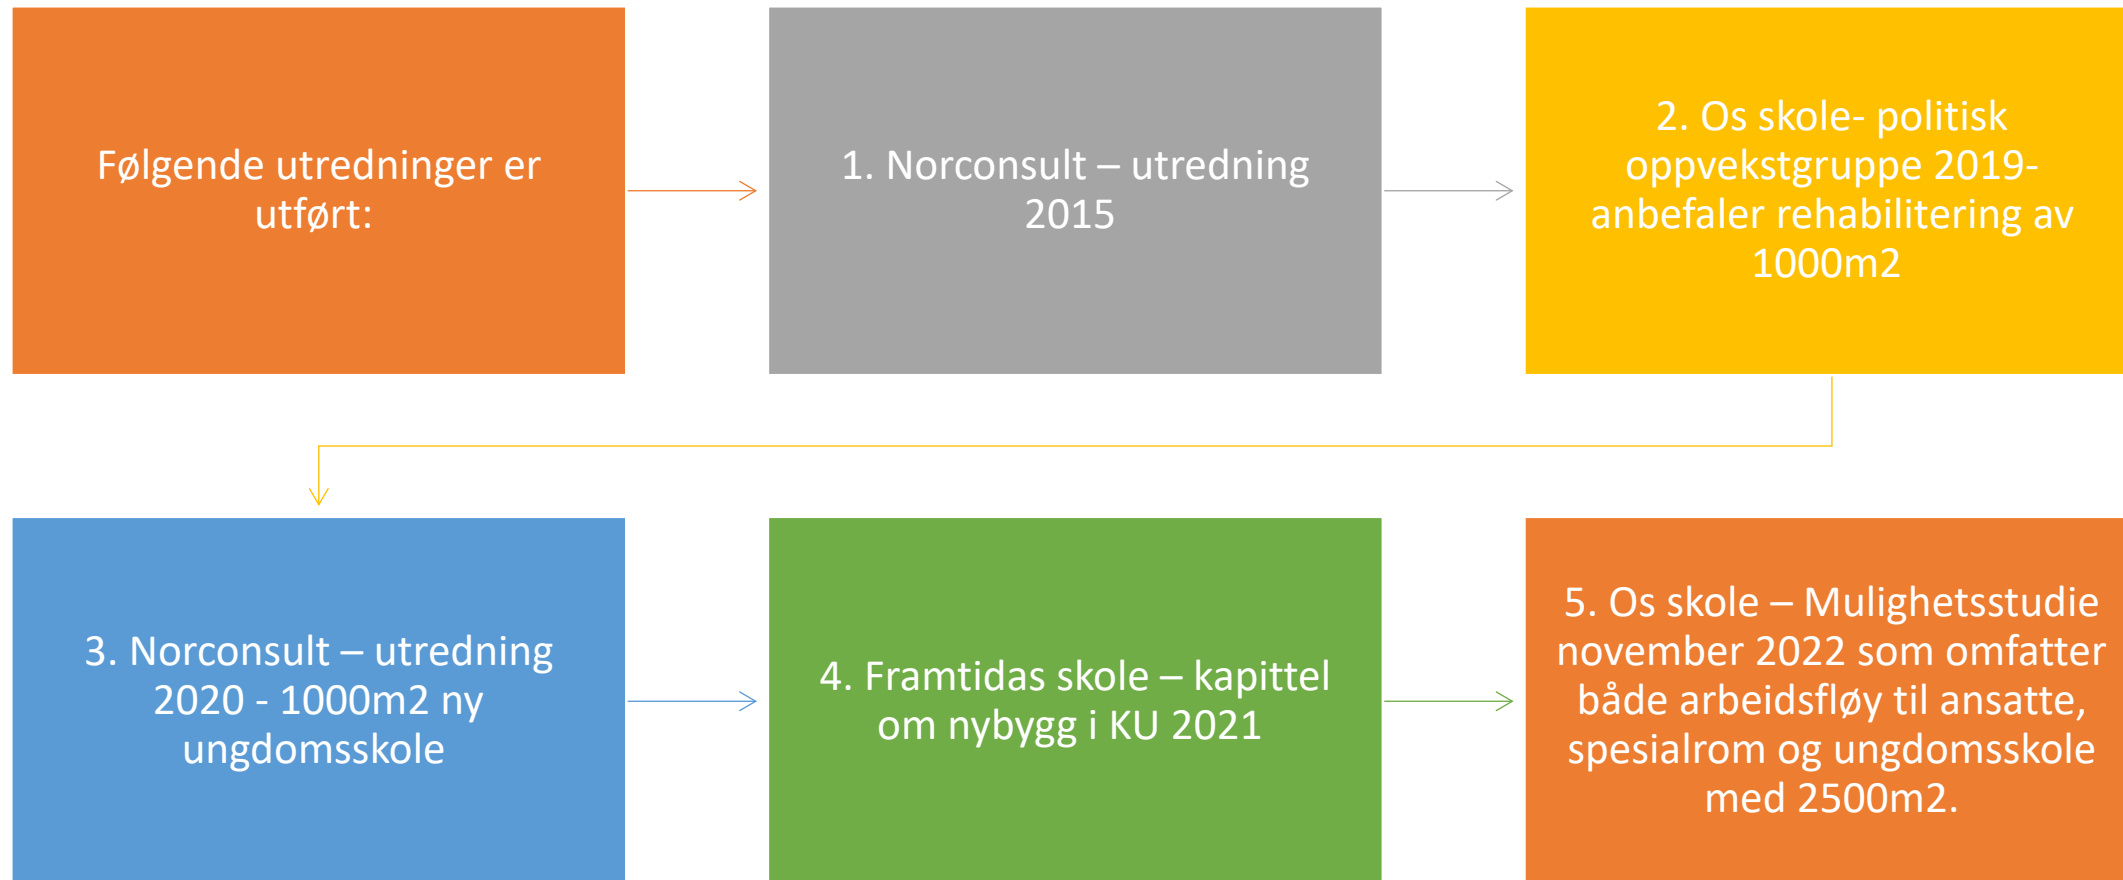 Følgende utredninger er
utført:
1. Norconsult – utredning
2015
2. Os skole- politisk
oppvekstgruppe 2019-
anbefaler rehabilitering av
1000m2
3. Norconsult – utredning
2020 - 1000m2 ny
ungdomsskole
4. Framtidas skole – kapittel
om nybygg i KU 2021
5. Os skole – Mulighetsstudie
november 2022 som omfatter
både arbeidsfløy til ansatte,
spesialrom og ungdomsskole
med 2500m2.